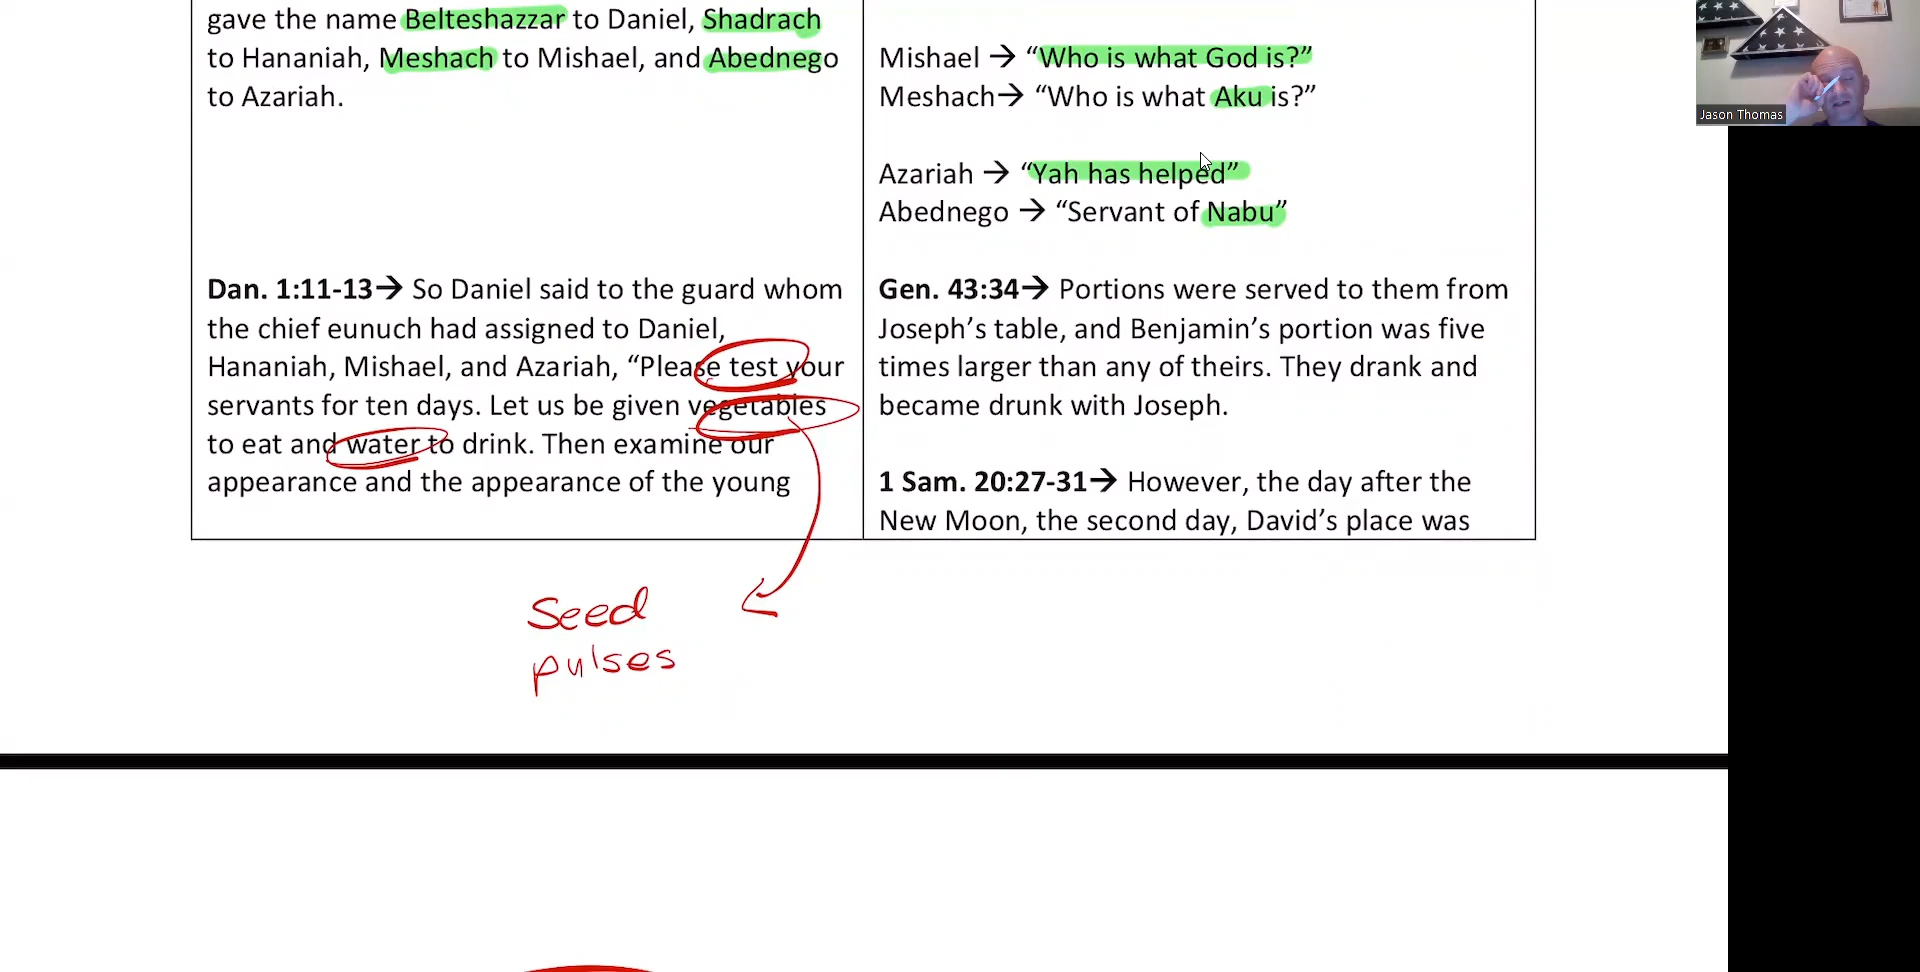 gave the name Belteshazzar to Daniel, Shadrach
to Hananiah, Meshach to Mishael, and Abednego
to Azariah.
Dan. 1:11-13→ So Daniel said to the guard whom
the chief eunuch had assigned to Daniel,
Hananiah, Mishael, and Azariah, “Please test your
servants for ten days. Let us be given vegetables
to eat and water to drink. Then examine our
appearance and the appearance of the young
Mishael → “Who is what God is?”
Meshach→ “Who is what Aku is?”
Azariah → “Yah has helped”
Abednego → “Servant of Nabu”
Gen. 43:34→ Portions were served to them from
Joseph’s table, and Benjamin’s portion was five
times larger than any of theirs. They drank and
became drunk with Joseph.
1 Sam. 20:27-31→ However, the day after the
New Moon, the second day, David’s place was
Seed
pulses
Jason Thomas